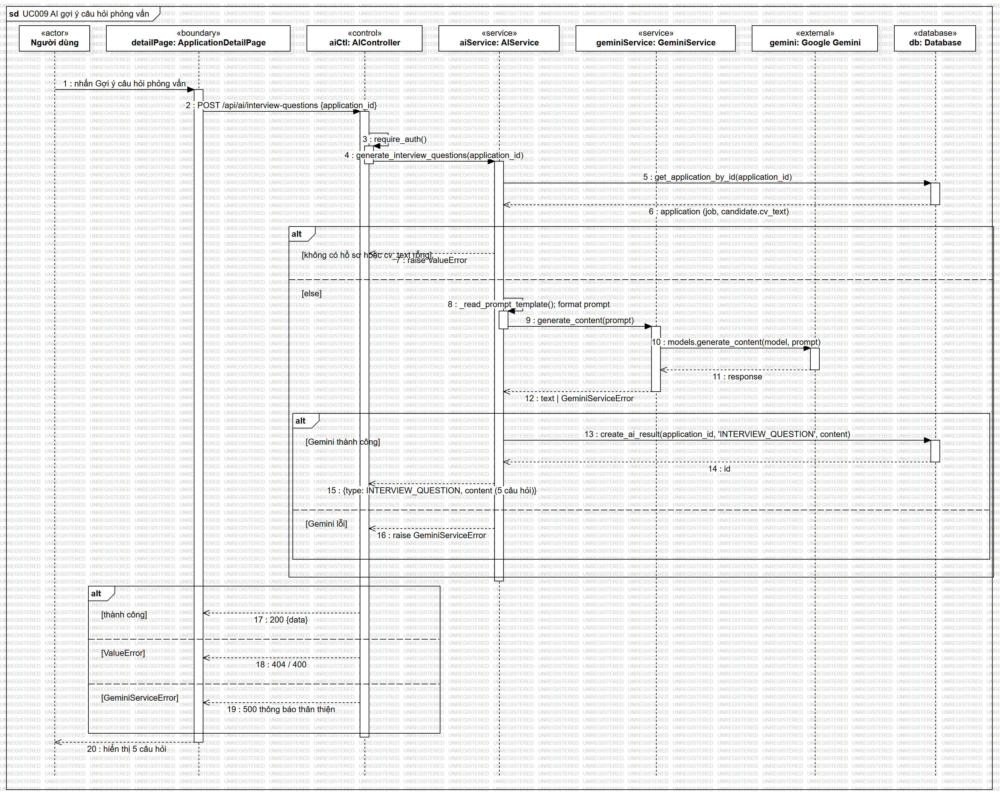 sd UC009 AI gợi ý câu hỏi phỏng vấn
«actor»
Người dùng
«boundary»
detailPage: ApplicationDetailPage
«control»
aiCtl: AIController
«service»
aiService: AIService
«service»
geminiService: GeminiService
«external»
gemini: Google Gemini
«database»
db: Database
1 : nhấn Gợi ý câu hỏi phỏng vấn
2 : POST /api/ai/interview-questions {application_id}
3 : require_auth()
4 : generate_interview_questions(application_id)
5 : get_application_by_id(application_id)
6 : application (job, candidate.cv_text)
alt
[không có hồ sơ hoặc cv_text rỗng]
7 : raise ValueError
[else]
8 : _read_prompt_template(); format prompt
9 : generate_content(prompt)
10 : models.generate_content(model, prompt)
11 : response
12 : text | GeminiServiceError
alt
[Gemini thành công]
13 : create_ai_result(application_id, 'INTERVIEW_QUESTION', content)
14 : id
15 : {type: INTERVIEW_QUESTION, content (5 câu hỏi)}
[Gemini lỗi]
16 : raise GeminiServiceError
alt
[thành công]
17 : 200 {data}
[ValueError]
18 : 404 / 400
[GeminiServiceError]
19 : 500 thông báo thân thiện
20 : hiển thị 5 câu hỏi
UNREGISTERED